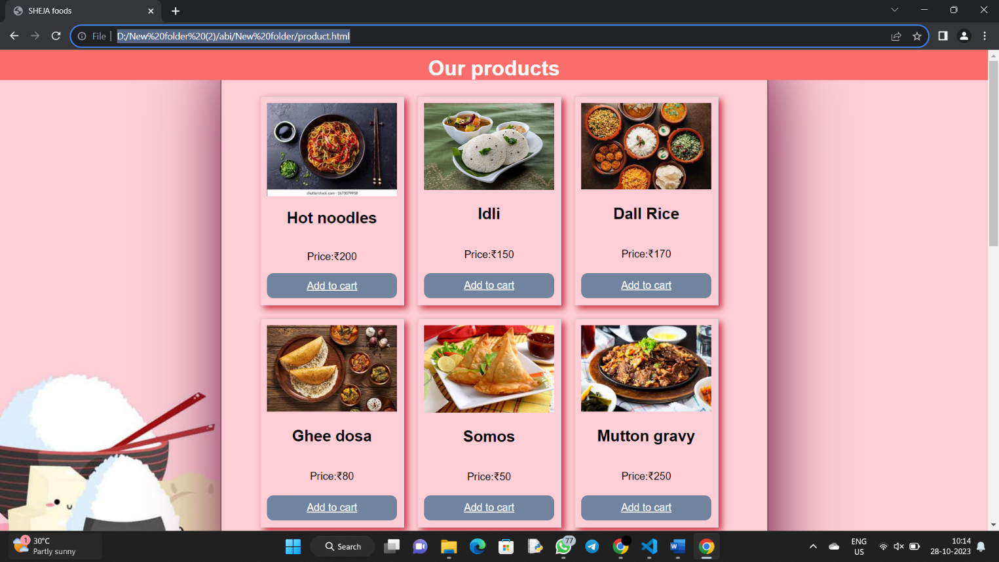 SHEJA foods
File
D:/New%20folder%20(2)/abi/New%20folder/product.html
Our products
shutterstock.com · 1673079958
Hot noodles
Idli
Dall Rice
Price:₹200
Price:₹150
Price:₹170
Add to cart
Add to cart
Add to cart
Ghee dosa
Somos
Mutton gravy
Price:₹80
Price:₹50
Price:₹250
Add to cart
Add to cart
Add to cart
1
30°C
Partly sunny
Search
77
ENG
US
10:14
28-10-2023